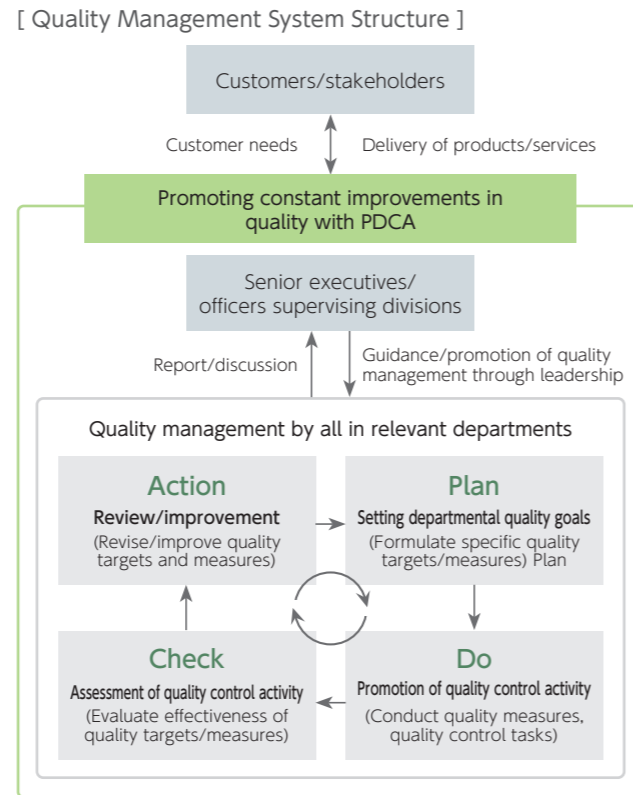 [ Quality Management System Structure ]
Customers/stakeholders
Customer needs
Delivery of products/services
Promoting constant improvements in
quality with PDCA
Senior executives/
officers supervising divisions
Report/discussion
Guidance/promotion of quality
management through leadership
Quality management by all in relevant departments
Action
Review/improvement
(Revise/improve quality
targets and measures)
Plan
Setting departmental quality goals
(Formulate specific quality
targets/measures) Plan
Check
Assessment of quality control activity
(Evaluate effectiveness of
quality targets/measures)
Do
Promotion of quality control activity
(Conduct quality measures,
quality control tasks)